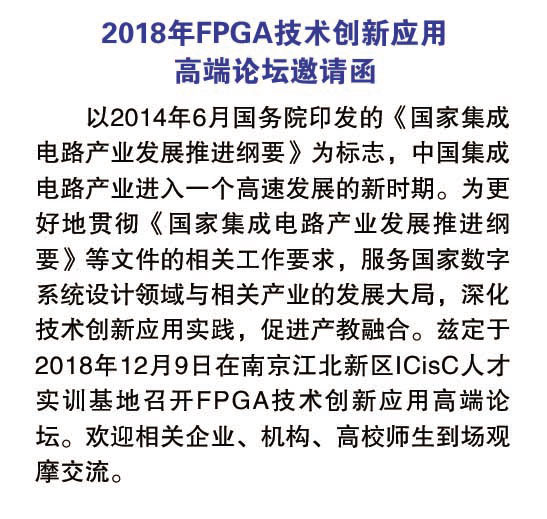 2018年FPGA技术创新应用
高端论坛邀请函
以2014年6月国务院印发的《国家集成
电路产业发展推进纲要》为标志，中国集成
电路产业进入一个高速发展的新时期。为更
好地贯彻《国家集成电路产业发展推进纲
要》等文件的相关工作要求，服务国家数字
系统设计领域与相关产业的发展大局，深化
技术创新应用实践，促进产教融合。兹定于
2018年12月9日在南京江北新区ICisC人才
实训基地召开FPGA技术创新应用高端论
坛。欢迎相关企业、机构、高校师生到场观
摩交流。